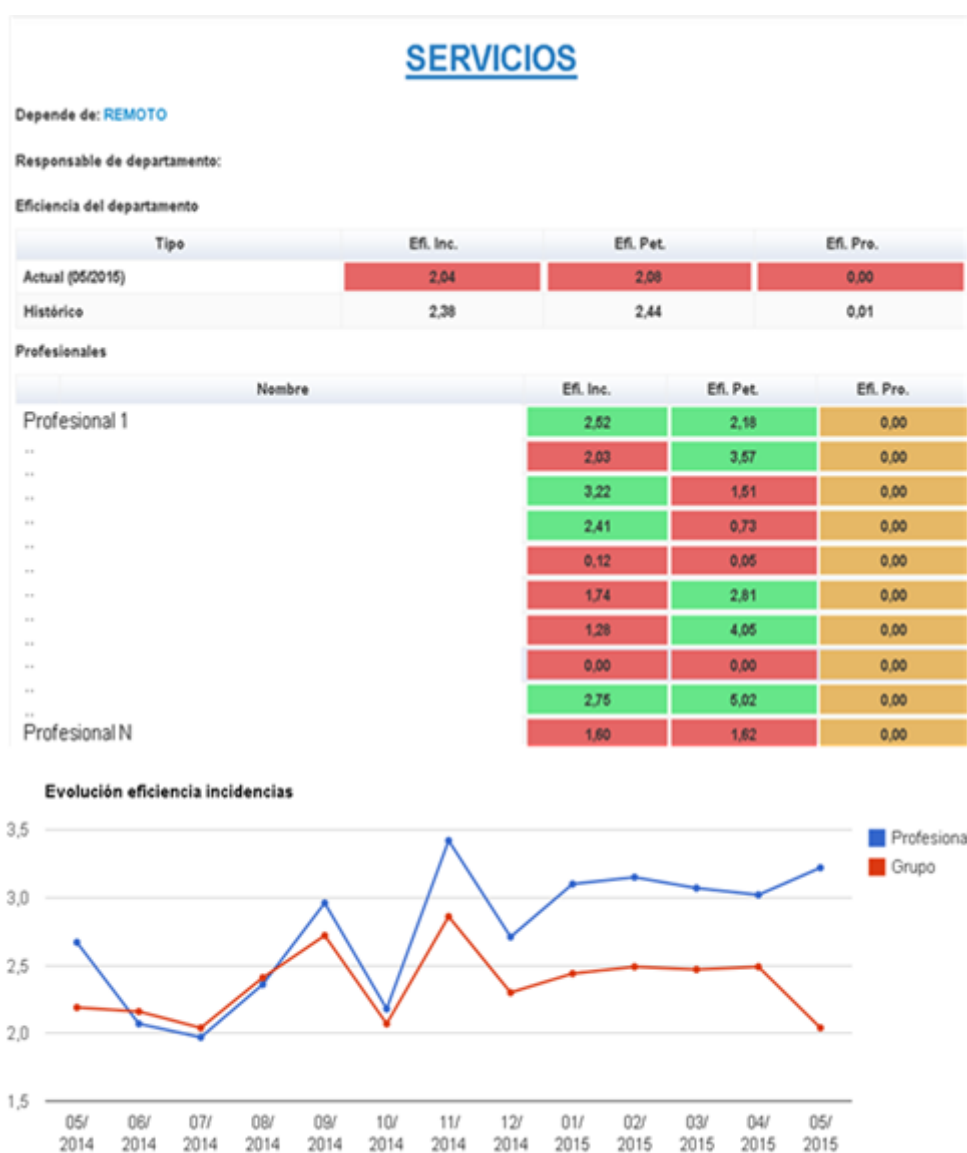 SERVICIOS
Depende de: REMOTO
Responsable de departamento:
Eficiencia del departamento
Tipo Efi. Inc. Efi. Pet. Efi. Pro.
Actual (05/2015) 2,04 2,08 0,00
Histórico 2,38 2,44 0,01
Profesionales
Nombre Efi. Inc. Efi. Pet. Efi. Pro.
Profesional 1 2,52 2,18 0,00
.. 2,03 3,57 0,00
.. 3,22 1,51 0,00
.. 2,41 0,73 0,00
.. 0,12 0,05 0,00
.. 1,74 2,81 0,00
.. 1,28 4,05 0,00
.. 0,00 0,00 0,00
.. 2,75 5,02 0,00
Profesional N 1,60 1,62 0,00
Evolución eficiencia incidencias
3,5
3,0
2,5
2,0
1,5
Profesiona
Grupo
05/ 06/ 07/ 08/ 09/ 10/ 11/ 12/ 01/ 02/ 03/ 04/ 05/
2014 2014 2014 2014 2014 2014 2014 2014 2015 2015 2015 2015 2015